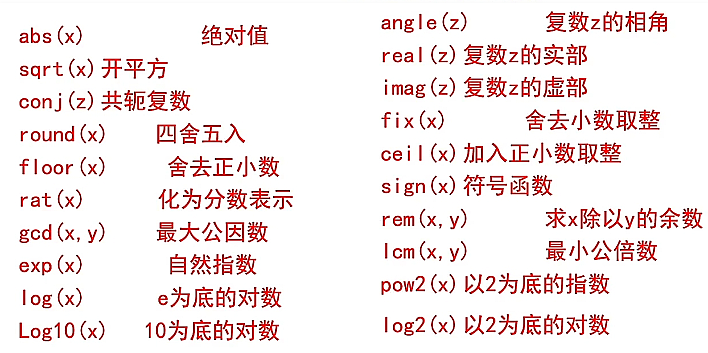 abs(x) 绝对值
sqrt(x) 开平方
conj(z) 共轭复数
round(x) 四舍五入
floor(x) 舍去正小数
rat(x) 化为分数表示
gcd(x,y) 最大公因数
exp(x) 自然指数
log(x) e为底的对数
Log10(x) 10为底的对数
angle(z) 复数z的相角
real(z) 复数z的实部
imag(z) 复数z的虚部
fix(x) 舍去小数取整
ceil(x) 加入正小数取整
sign(x) 符号函数
rem(x,y) 求x除以y的余数
lcm(x,y) 最小公倍数
pow2(x) 以2为底的指数
log2(x) 以2为底的对数